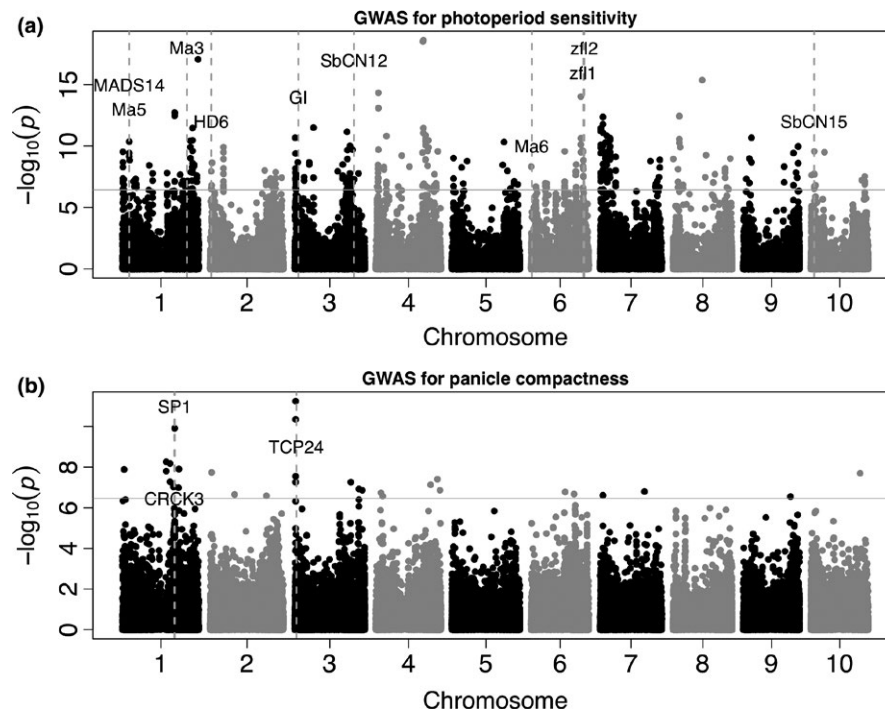 (a)
GWAS for photoperiod sensitivity
Ma3
MADS14
Ma5
HD6
GI
SbCN12
zfl2
zfl1
Ma6
SbCN15
−log10(p)
15
10
5
0
1 2 3 4 5 6 7 8 9 10
Chromosome
(b)
GWAS for panicle compactness
SP1
TCP24
CRCK3
−log10(p)
8
6
4
2
0
1 2 3 4 5 6 7 8 9 10
Chromosome